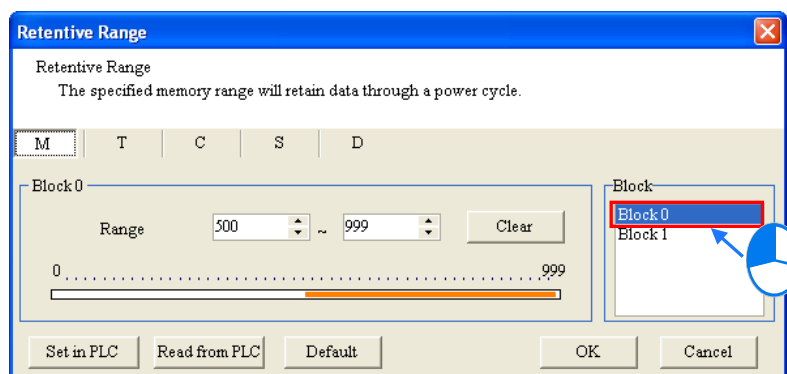 Retentive Range
Retentive Range
The specified memory range will retain data through a power cycle.
M T C S D
Block 0
Range 500 ~ 999 Clear
0 999
Block
Block 0
Block 1
Set in PLC Read from PLC Default OK Cancel